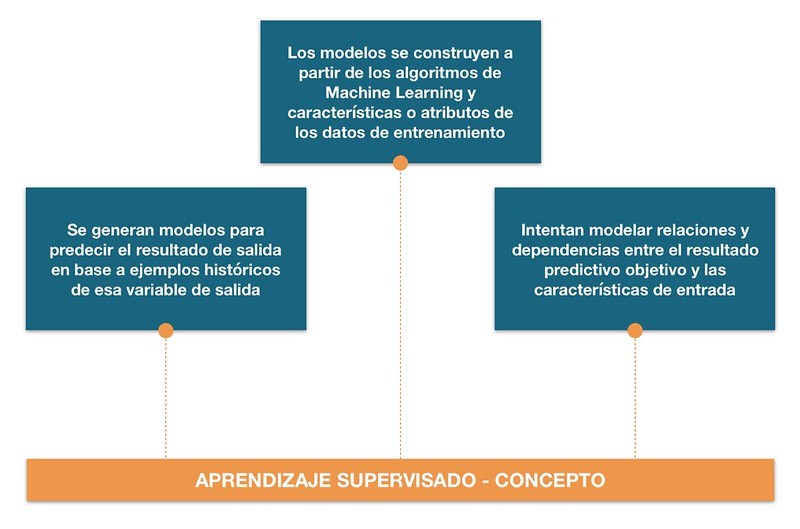 Los modelos se construyen a
partir de los algoritmos de
Machine Learning y
características o atributos de
los datos de entrenamiento
Se generan modelos para
predecir el resultado de salida
en base a ejemplos históricos
de esa variable de salida
Intentan modelar relaciones y
dependencias entre el resultado
predictivo objetivo y las
características de entrada
APRENDIZAJE SUPERVISADO - CONCEPTO